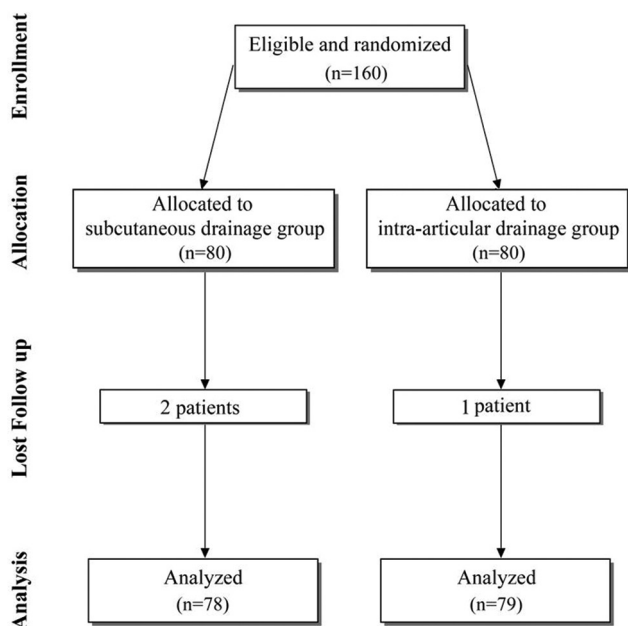 Enrollment
Eligible and randomized
(n=160)
Allocation
Allocated to
subcutaneous drainage group
(n=80)
Allocated to
intra-articular drainage group
(n=80)
Lost Follow up
2 patients
1 patient
Analysis
Analyzed
(n=78)
Analyzed
(n=79)